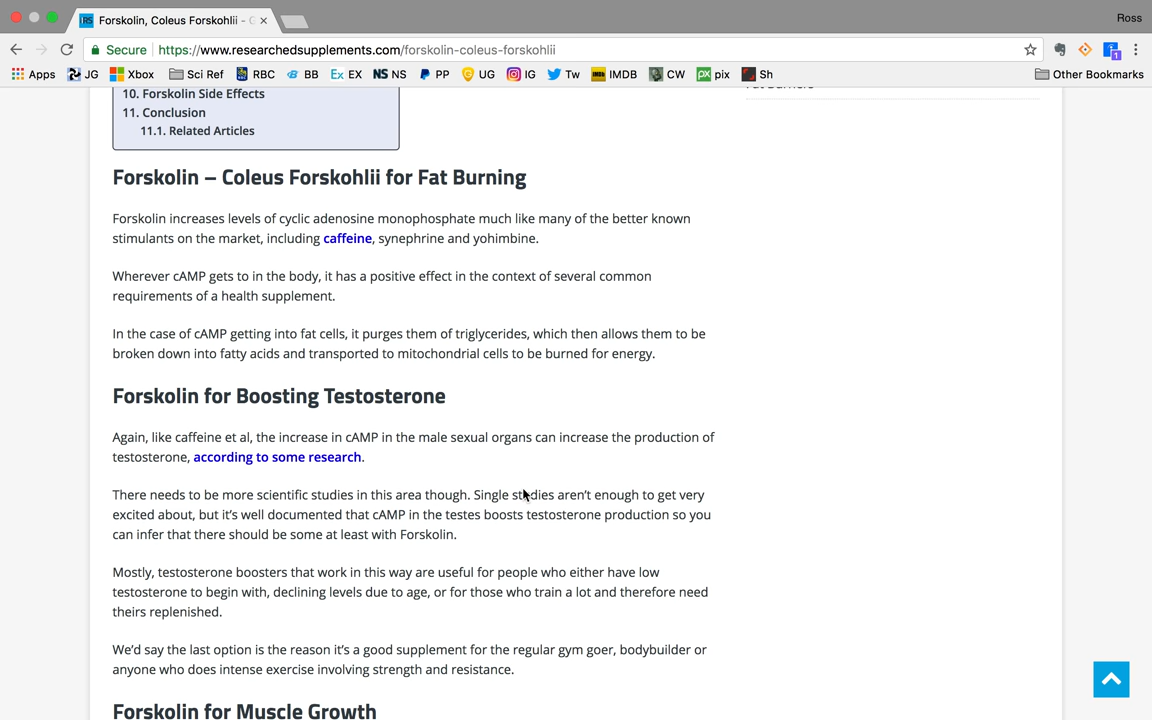 Forskolin, Coleus Forskohlii -
Ross
Secure
https://www.researchedsupplements.com/forskolin-coleus-forskohlii
Apps JG Xbox Sci Ref RBC BB EX NS PP UG IG Tw IMDB CW pix Sh Other Bookmarks
10. Forskolin Side Effects
11. Conclusion
11.1. Related Articles
Forskolin – Coleus Forskohlii for Fat Burning
Forskolin increases levels of cyclic adenosine monophosphate much like many of the better known
stimulants on the market, including caffeine, synephrine and yohimbine.
Wherever cAMP gets to in the body, it has a positive effect in the context of several common
requirements of a health supplement.
In the case of cAMP getting into fat cells, it purges them of triglycerides, which then allows them to be
broken down into fatty acids and transported to mitochondrial cells to be burned for energy.
Forskolin for Boosting Testosterone
Again, like caffeine et al, the increase in cAMP in the male sexual organs can increase the production of
testosterone, according to some research.
There needs to be more scientific studies in this area though. Single studies aren’t enough to get very
excited about, but it’s well documented that cAMP in the testes boosts testosterone production so you
can infer that there should be some at least with Forskolin.
Mostly, testosterone boosters that work in this way are useful for people who either have low
testosterone to begin with, declining levels due to age, or for those who train a lot and therefore need
theirs replenished.
We’d say the last option is the reason it’s a good supplement for the regular gym goer, bodybuilder or
anyone who does intense exercise involving strength and resistance.
Forskolin for Muscle Growth